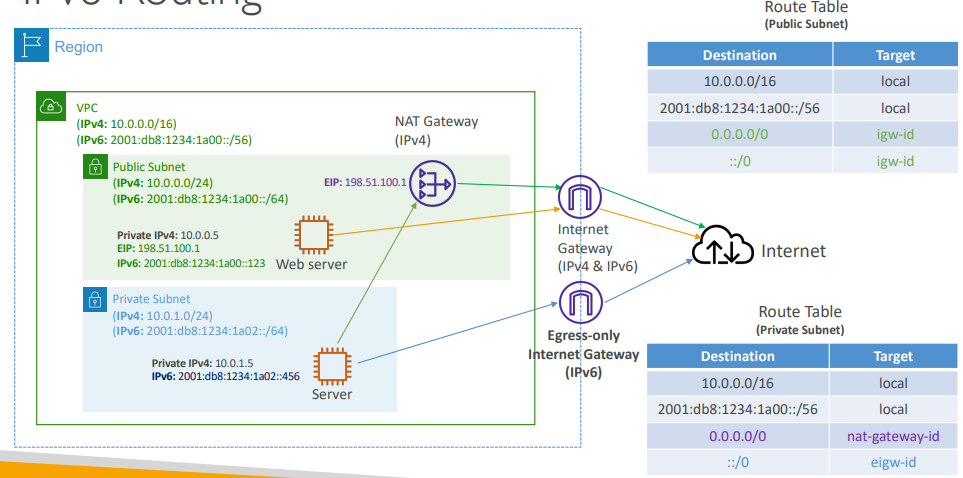 IPv6 Routing
Region
VPC
(IPv4: 10.0.0.0/16)
(IPv6: 2001:db8:1234:1a00::/56)
NAT Gateway
(IPv4)
Public Subnet
(IPv4: 10.0.0.0/24)
(IPv6: 2001:db8:1234:1a00::/64)
EIP: 198.51.100.1
Private IPv4: 10.0.0.5
EIP: 198.51.100.1
IPv6: 2001:db8:1234:1a00::123
Web server
Internet
Gateway
(IPv4 & IPv6)
Internet
Private Subnet
(IPv4: 10.0.1.0/24)
(IPv6: 2001:db8:1234:1a02::/64)
Private IPv4: 10.0.1.5
IPv6: 2001:db8:1234:1a02::456
Server
Egress-only
Internet Gateway
(IPv6)
Route Table
(Public Subnet)
Destination Target
10.0.0.0/16 local
2001:db8:1234:1a00::/56 local
0.0.0.0/0 igw-id
::/0 igw-id
Route Table
(Private Subnet)
Destination Target
10.0.0.0/16 local
2001:db8:1234:1a00::/56 local
0.0.0.0/0 nat-gateway-id
::/0 eigw-id